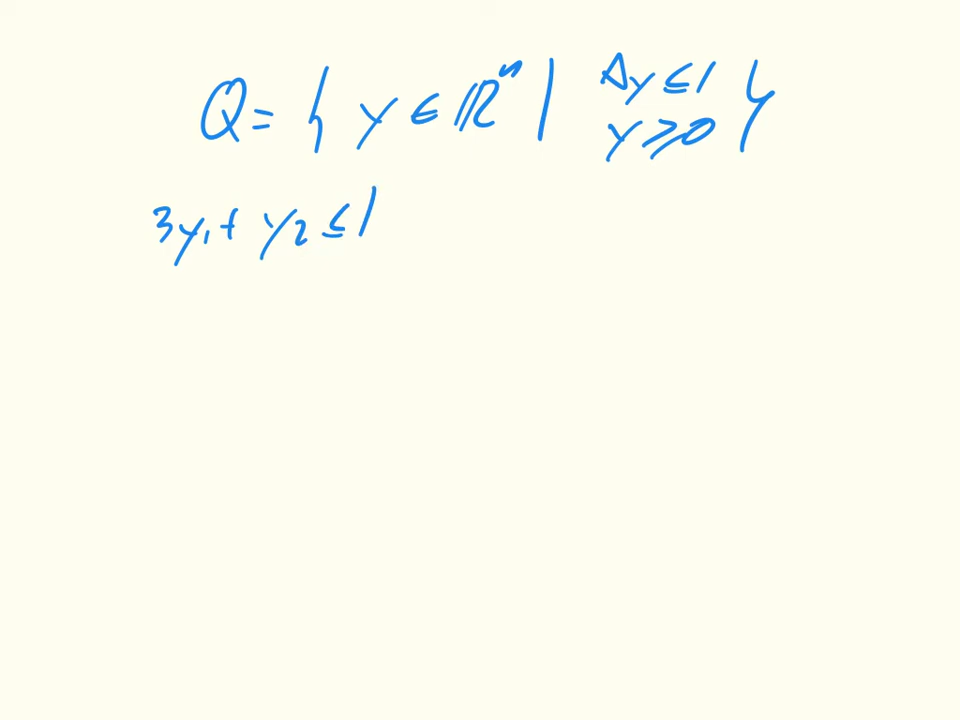 Q = { y ∈ ℝⁿ | Ay ≤ 1 y ≥ 0 }
3y₁ + y₂ ≤ 1